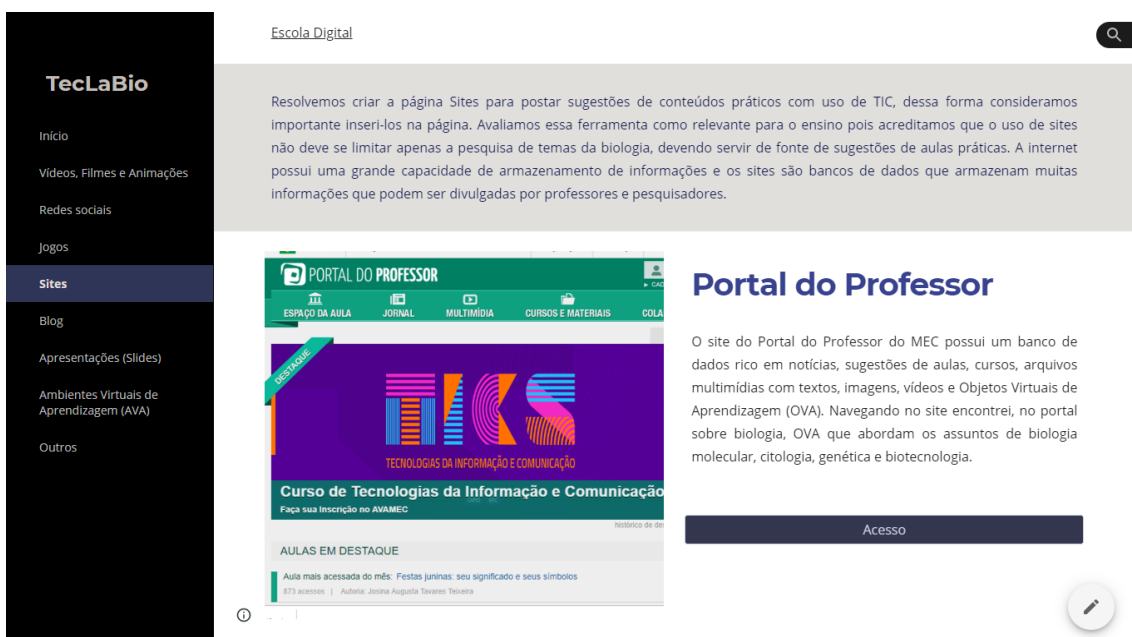 TecLaBio
Início
Vídeos, Filmes e Animações
Redes sociais
Jogos
Sites
Blog
Apresentações (Slides)
Ambientes Virtuais de
Aprendizagem (AVA)
Outros
Escola Digital
Resolvemos criar a página Sites para postar sugestões de conteúdos práticos com uso de TIC, dessa forma consideramos
importante inseri-los na página. Avaliamos essa ferramenta como relevante para o ensino pois acreditamos que o uso de sites
não deve se limitar apenas a pesquisa de temas da biologia, devendo servir de fonte de sugestões de aulas práticas. A internet
possui uma grande capacidade de armazenamento de informações e os sites são bancos de dados que armazenam muitas
informações que podem ser divulgadas por professores e pesquisadores.
PORTAL DO PROFESSOR
CAD
ESPAÇO DA AULA JORNAL MULTIMÍDIA CURSOS E MATERIAIS COLA
DESTAQUE
TICS
TECNOLOGIAS DA INFORMAÇÃO E COMUNICAÇÃO
Curso de Tecnologias da Informação e Comunicação
Faça sua Inscrição no AVAMEC
histórico de des
AULAS EM DESTAQUE
Aula mais acessada do mês: Festas juninas: seu significado e seus símbolos
873 acessos | Autoria: Josina Augusta Tavares Teixeira
Portal do Professor
O site do Portal do Professor do MEC possui um banco de
dados rico em notícias, sugestões de aulas, cursos, arquivos
multimídias com textos, imagens, vídeos e Objetos Virtuais de
Aprendizagem (OVA). Navegando no site encontrei, no portal
sobre biologia, OVA que abordam os assuntos de biologia
molecular, citologia, genética e biotecnologia.
Acesso